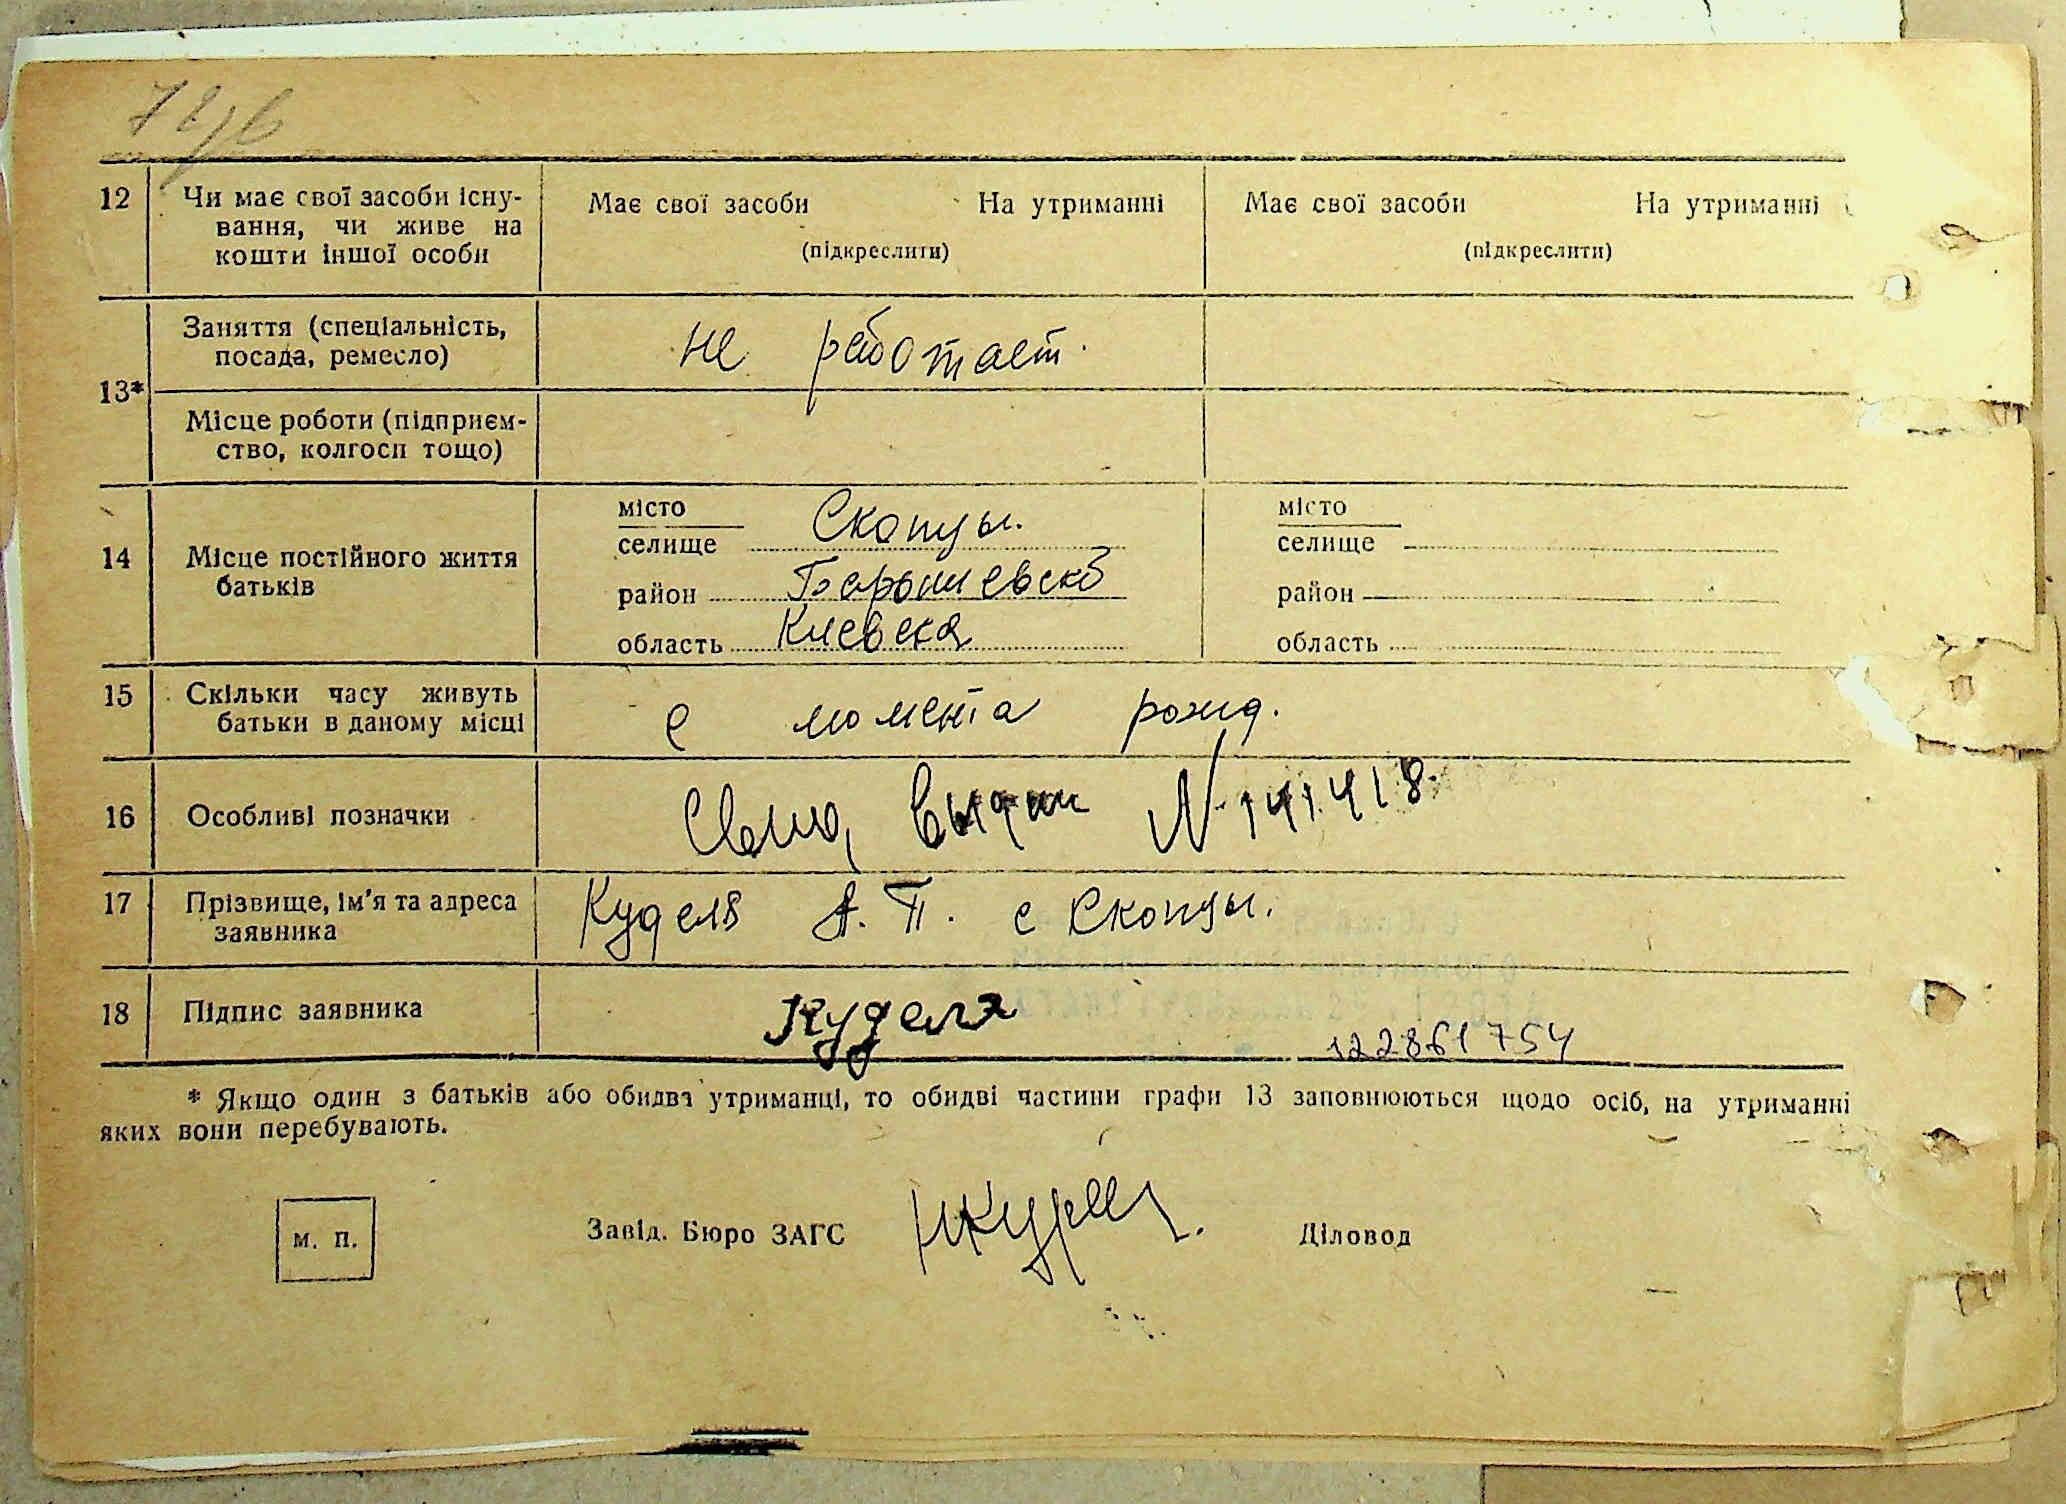 12
Чи має свої засоби існу-
вання, чи живе на
кошти іншої особи
Має свої засоби На утриманні
(підкреслити)
Має свої засоби На утриманні
(підкреслити)
13*
Заняття (спеціальність,
посада, ремесло)
не работает.
Місце роботи (підприєм-
ство, колгосп тощо)
14
Місце постійного життя
батьків
місто
селище Скопцы.
район
область Киевска
місто
селище
район
область
15
Скільки часу живуть
батьки в даному місці
с момента рожд.
16
Особливі позначки
N 141418
17
Прізвище, ім'я та адреса
заявника
Куделя А. П. с Скопцы.
18
Підпис заявника
Куделя
122861754
* Якщо один з батьків або обидва утриманці, то обидві частини графи 13 заповнюються щодо осіб, на утриманні
яких вони перебувають.
м. п.
Завід. Бюро ЗАГС
Діловод